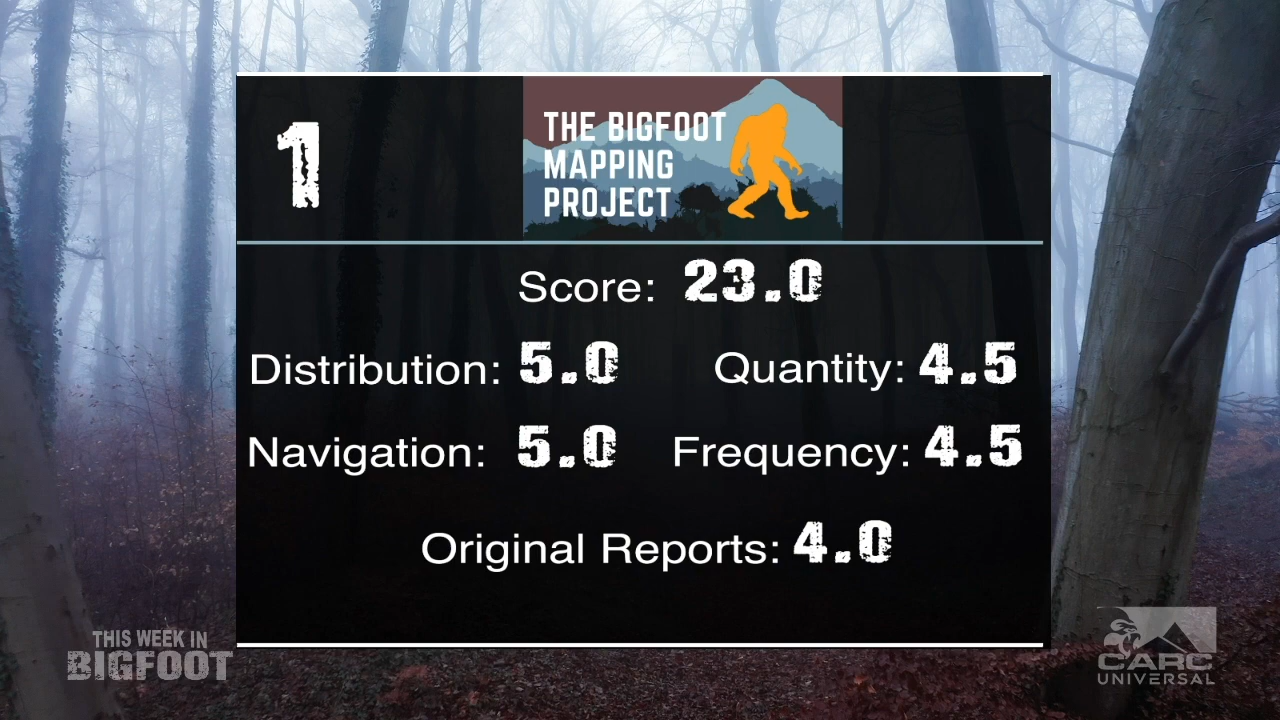 1
THE BIGFOOT
MAPPING
PROJECT
Score: 23.0
Distribution: 5.0 Quantity: 4.5
Navigation: 5.0 Frequency: 4.5
Original Reports: 4.0
THIS WEEK IN
BIGFOOT
CARC
UNIVERSAL